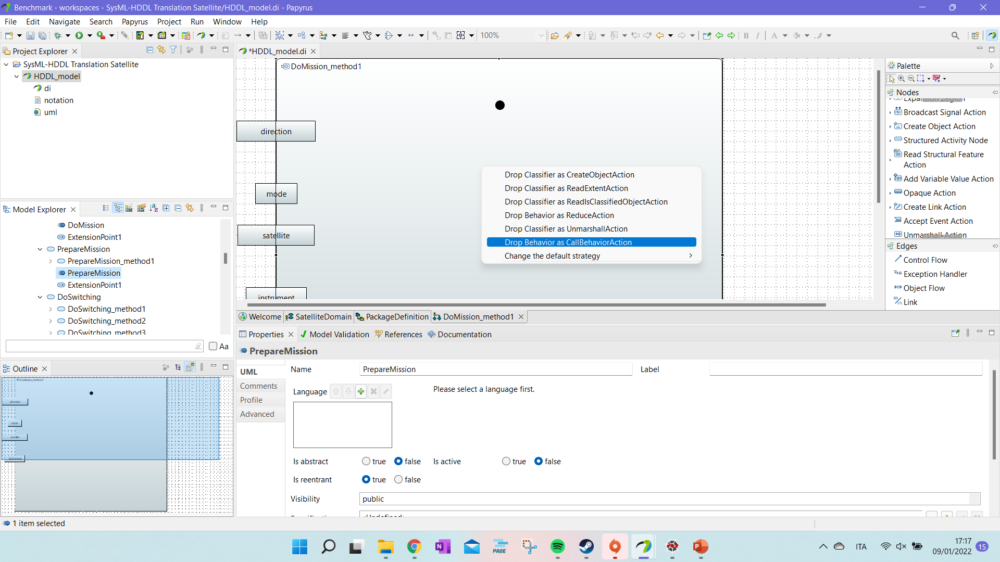 Benchmark - workspaces - SysML-HDDL Translation Satellite/HDDL_model.di - Papyrus
File Edit Navigate Search Papyrus Project Run Window Help
100%
Project Explorer
SysML-HDDL Translation Satellite
HDDL_model
di
notation
uml
*HDDL_model.di
DoMission_method1
direction
mode
satellite
instrument
Drop Classifier as CreateObjectAction
Drop Classifier as ReadExtentAction
Drop Classifier as ReadIsClassifiedObjectAction
Drop Behavior as ReduceAction
Drop Classifier as UnmarshallAction
Drop Behavior as CallBehaviorAction
Change the default strategy
Palette
Nodes
Expansion Region
Broadcast Signal Action
Create Object Action
Structured Activity Node
Read Structural Feature
Action
Add Variable Value Action
Opaque Action
Create Link Action
Accept Event Action
Unmarshall Action
Edges
Control Flow
Exception Handler
Object Flow
Link
Model Explorer
DoMission
ExtensionPoint1
PrepareMission
PrepareMission_method1
PrepareMission
ExtensionPoint1
DoSwitching
DoSwitching_method1
DoSwitching_method2
DoSwitching_method3
Aa
Welcome SatelliteDomain PackageDefinition DoMission_method1
Properties Model Validation References Documentation
PrepareMission
UML
Comments
Profile
Advanced
Name PrepareMission Label
Language Please select a language first.
Is abstract true false Is active true false
Is reentrant true false
Visibility public
Outline
DoMission_method1
direction
mode
satellite
instrument
1 item selected
PAGE
ITA
17:17
09/01/2022
15